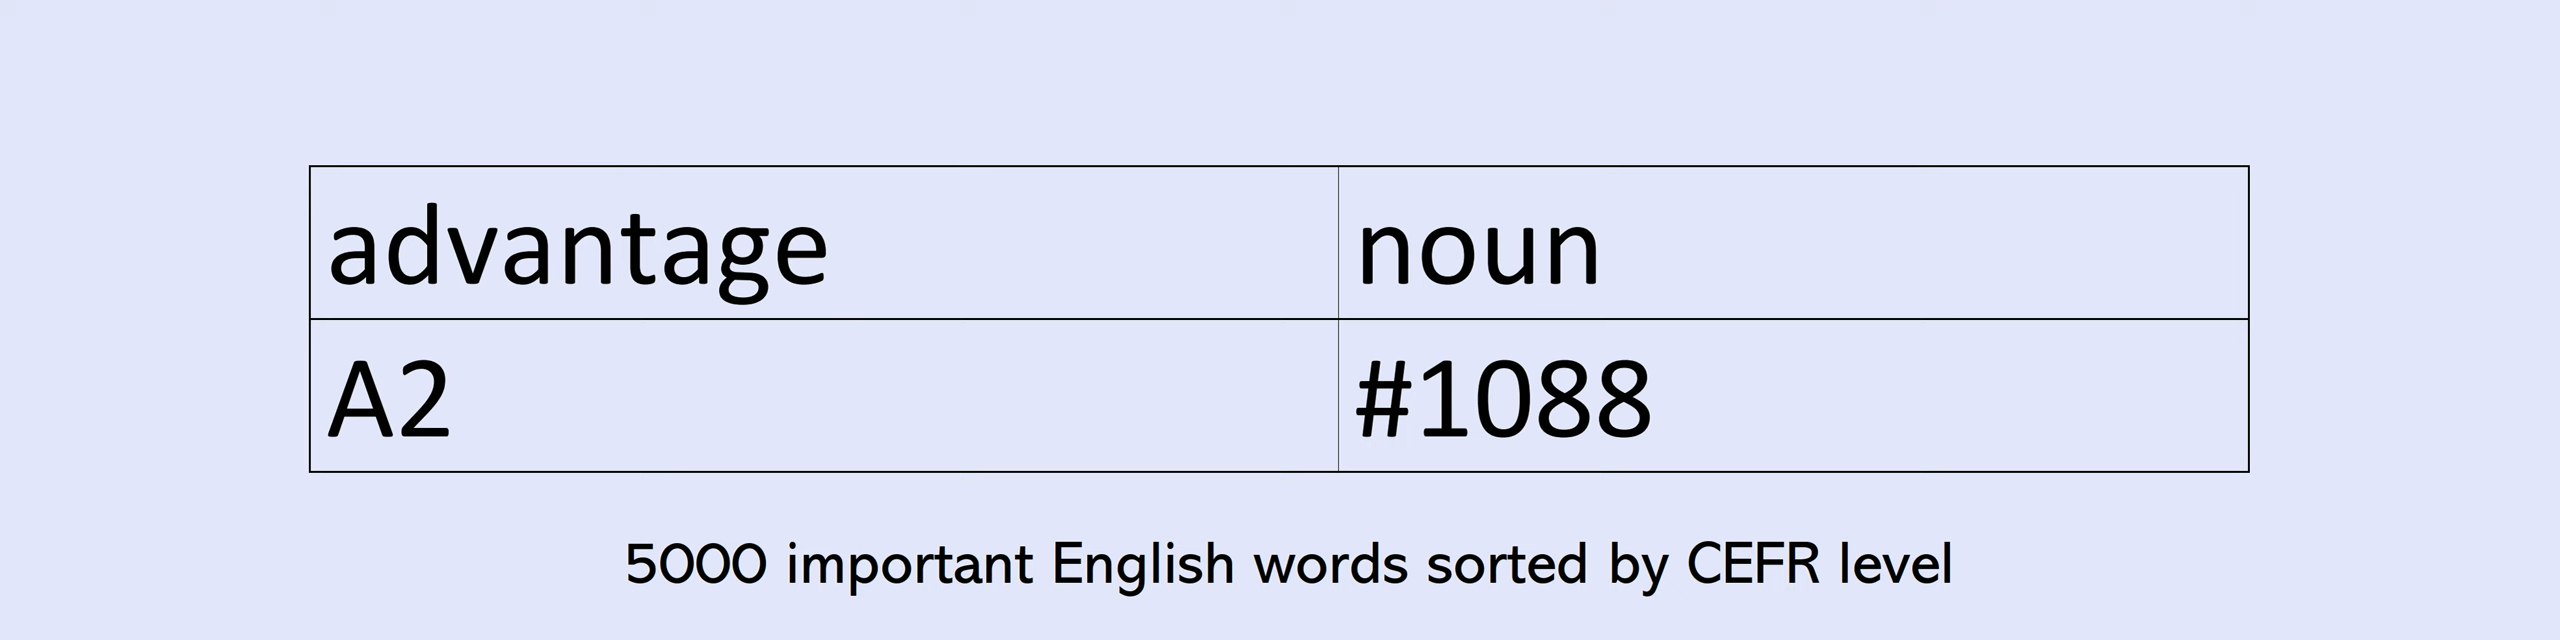 advantage noun
A2 #1088
5000 important English words sorted by CEFR level